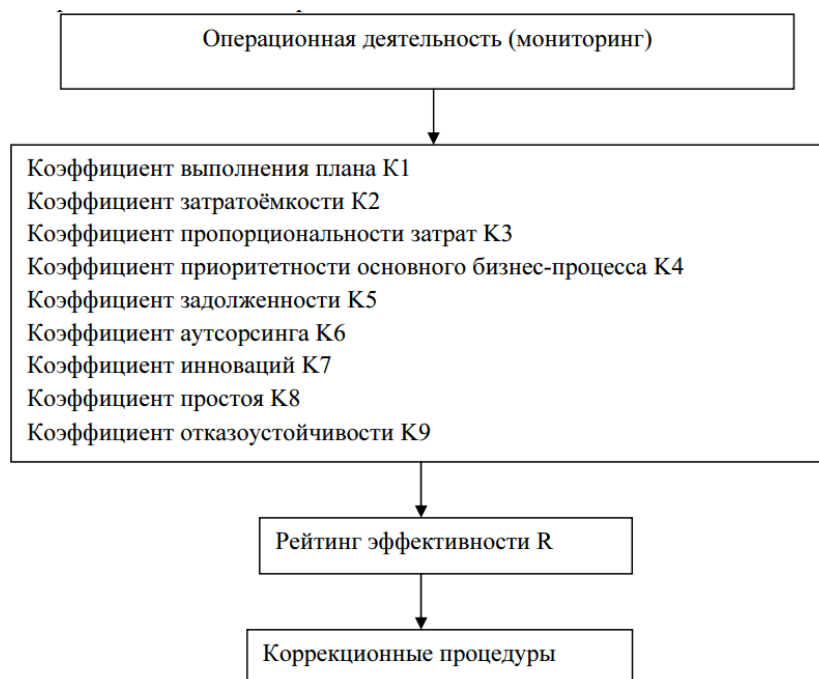 Операционная деятельность (мониторинг)
Коэффициент выполнения плана К1
Коэффициент затратоёмкости К2
Коэффициент пропорциональности затрат К3
Коэффициент приоритетности основного бизнес-процесса К4
Коэффициент задолженности К5
Коэффициент аутсорсинга К6
Коэффициент инноваций К7
Коэффициент простоя К8
Коэффициент отказоустойчивости К9
Рейтинг эффективности R
Коррекционные процедуры